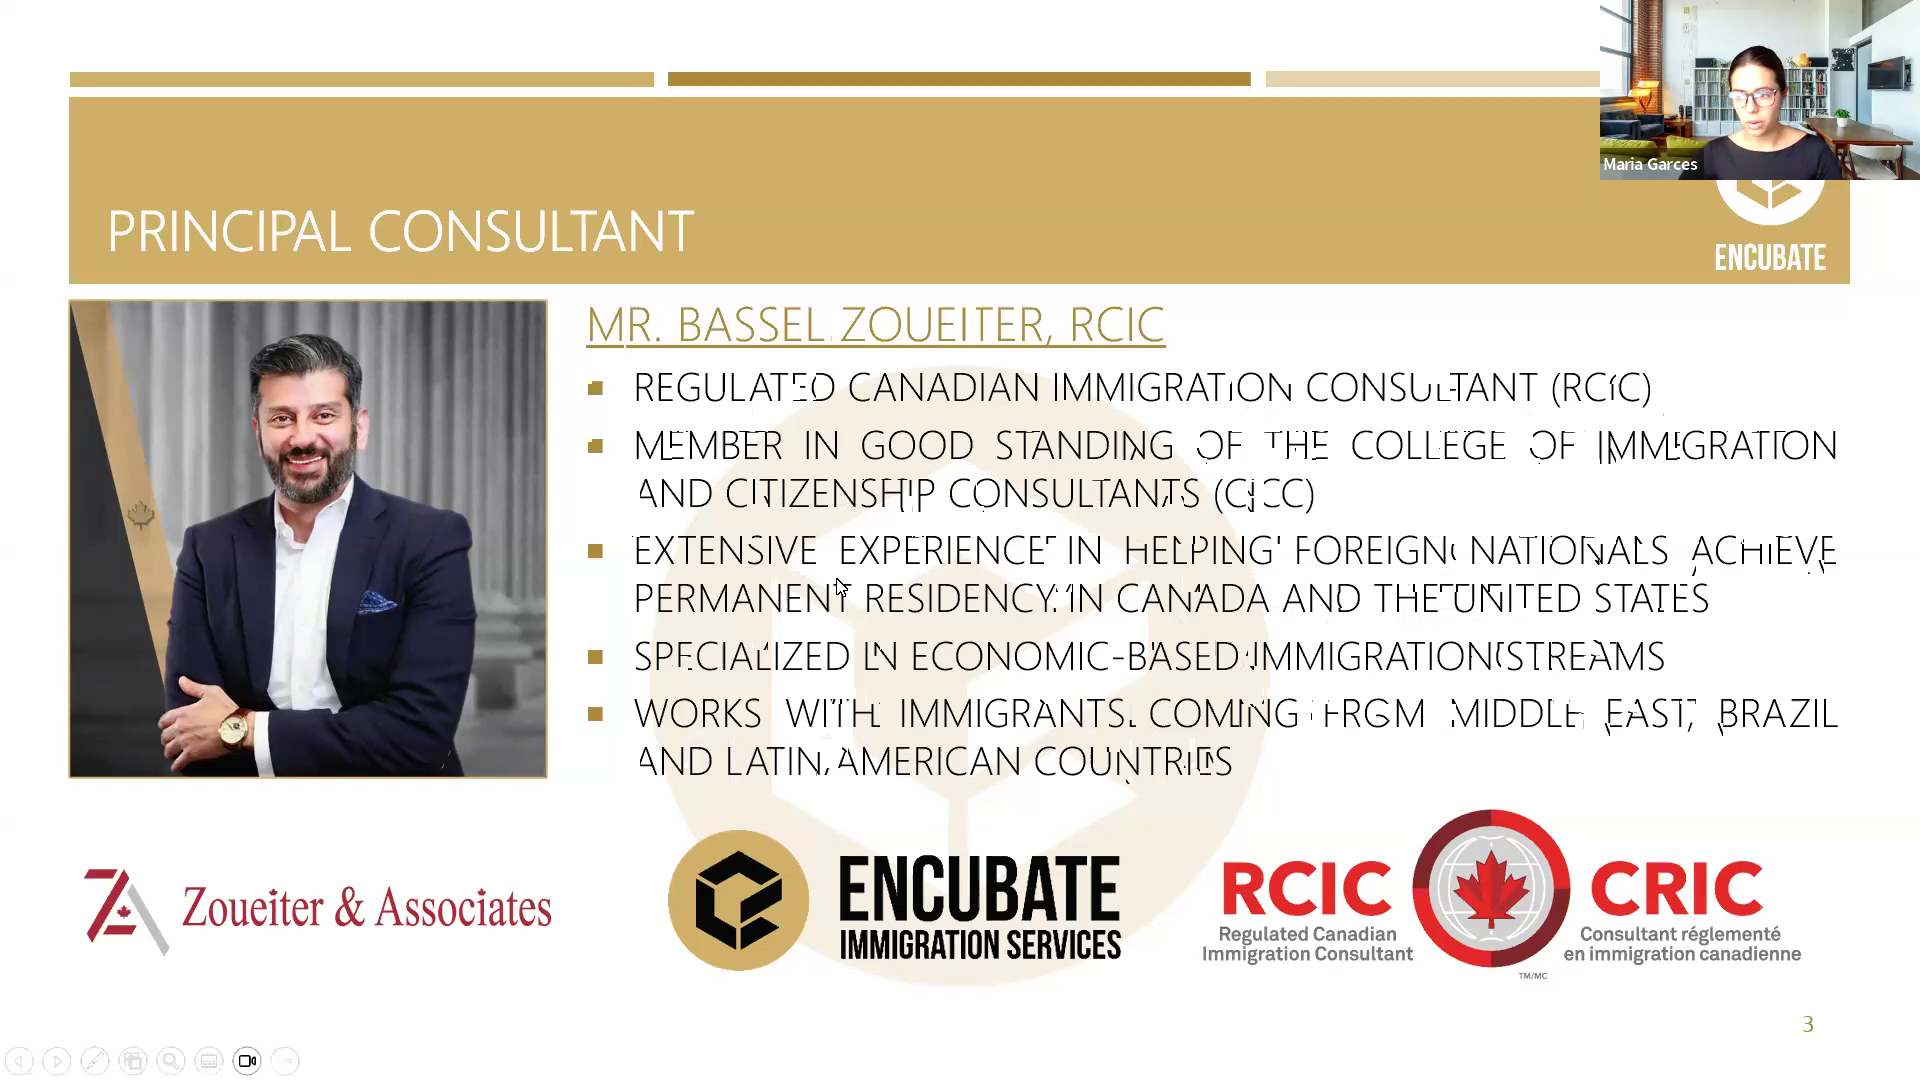 Maria Garces
PRINCIPAL CONSULTANT
ENCUBATE
MR. BASSEL ZOUEITER, RCIC
REGULATED CANADIAN IMMIGRATION CONSULTANT (RCIC)
MEMBER IN GOOD STANDING OF THE COLLEGE OF IMMIGRATION
AND CITIZENSHIP CONSULTANTS (CICC)
EXTENSIVE EXPERIENCE IN HELPING FOREIGN NATIONALS ACHIEVE
PERMANENT RESIDENCY IN CANADA AND THE UNITED STATES
SPECIALIZED IN ECONOMIC-BASED IMMIGRATION STREAMS
WORKS WITH IMMIGRANTS COMING FROM MIDDLE EAST, BRAZIL
AND LATIN AMERICAN COUNTRIES
Zoueiter & Associates
ENCUBATE
IMMIGRATION SERVICES
RCIC
Regulated Canadian
Immigration Consultant
CRIC
Consultant réglementé
en immigration canadienne
TM/MC
3